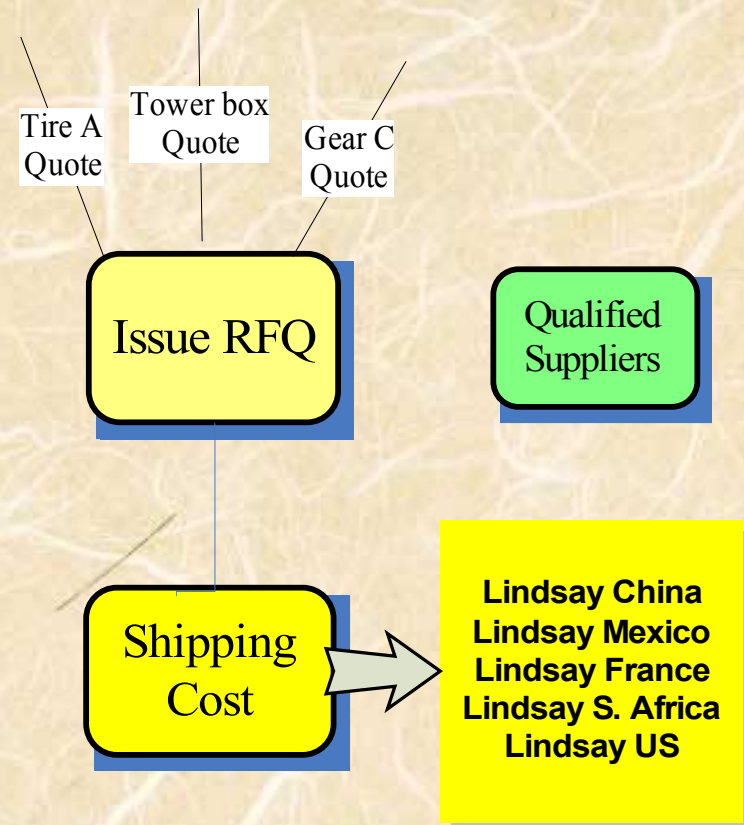 Tire A
Quote
Tower box
Quote
Gear C
Quote
Issue RFQ
Qualified
Suppliers
Shipping
Cost
Lindsay China
Lindsay Mexico
Lindsay France
Lindsay S. Africa
Lindsay US